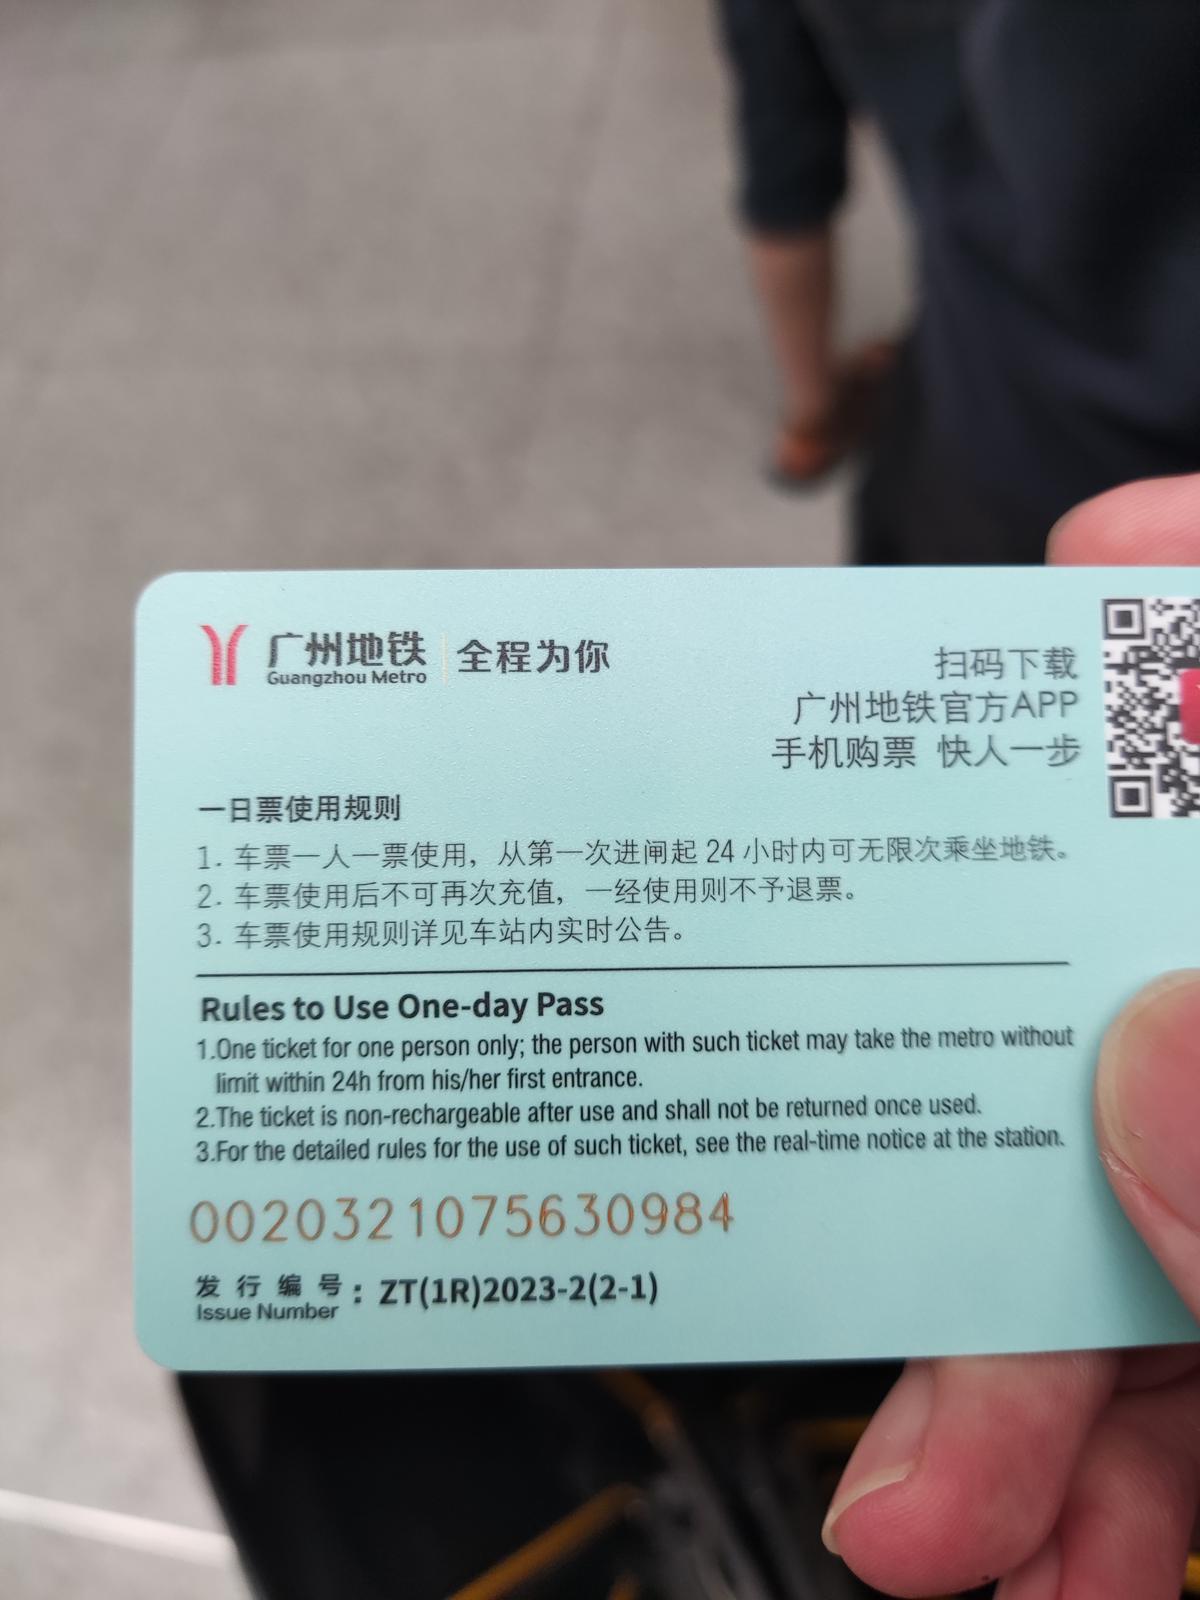 广州地铁
Guangzhou Metro
全程为你
扫码下载
广州地铁官方APP
手机购票 快人一步
一日票使用规则
1. 车票一人一票使用，从第一次进闸起 24 小时内可无限次乘坐地铁。
2. 车票使用后不可再次充值，一经使用则不予退票。
3. 车票使用规则详见车站内实时公告。
Rules to Use One-day Pass
1.One ticket for one person only; the person with such ticket may take the metro without
limit within 24h from his/her first entrance.
2.The ticket is non-rechargeable after use and shall not be returned once used.
3.For the detailed rules for the use of such ticket, see the real-time notice at the station.
0020321075630984
发行编号：ZT(1R)2023-2(2-1)
Issue Number